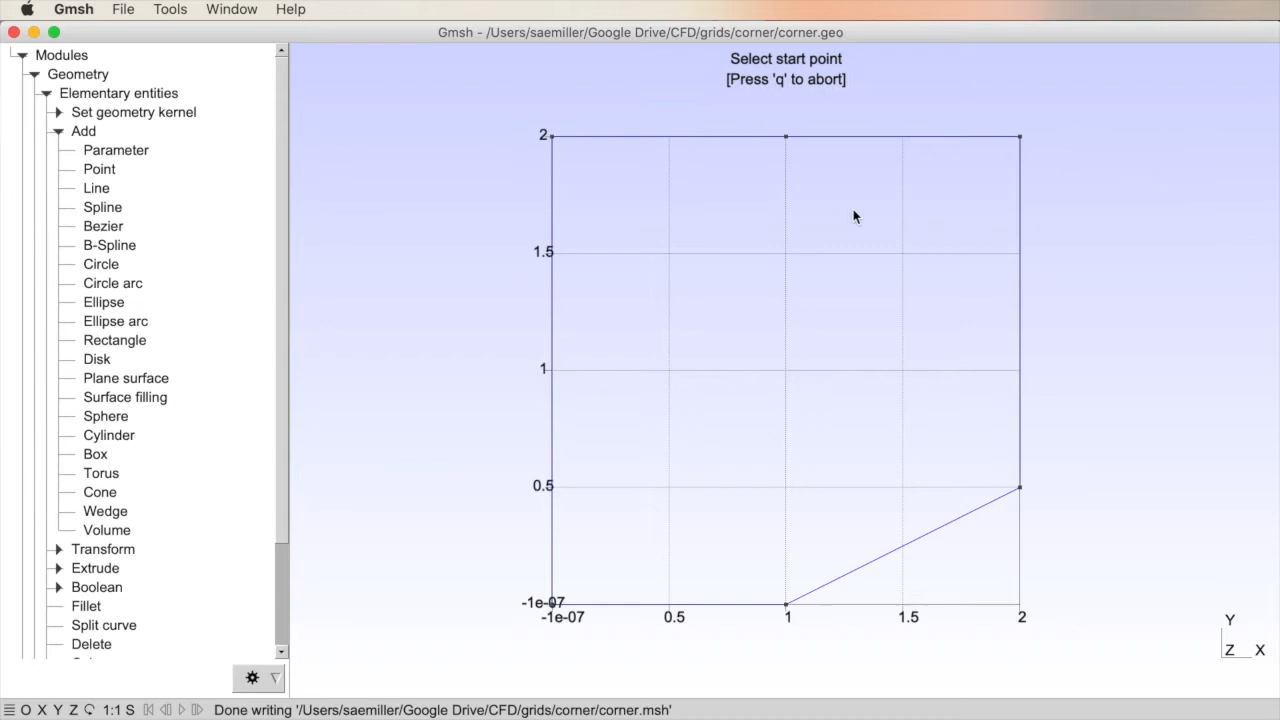 Gmsh File Tools Window Help
Gmsh - /Users/saemiller/Google Drive/CFD/grids/corner/corner.geo
Modules
Geometry
Elementary entities
Set geometry kernel
Add
Parameter
Point
Line
Spline
Bezier
B-Spline
Circle
Circle arc
Ellipse
Ellipse arc
Rectangle
Disk
Plane surface
Surface filling
Sphere
Cylinder
Box
Torus
Cone
Wedge
Volume
Transform
Extrude
Boolean
Fillet
Split curve
Delete
Select start point
[Press 'q' to abort]
2
1.5
1
0.5
-1e-07
-1e-07 0.5 1 1.5 2
Y
Z X
O X Y Z 1:1 S Done writing '/Users/saemiller/Google Drive/CFD/grids/corner/corner.msh'